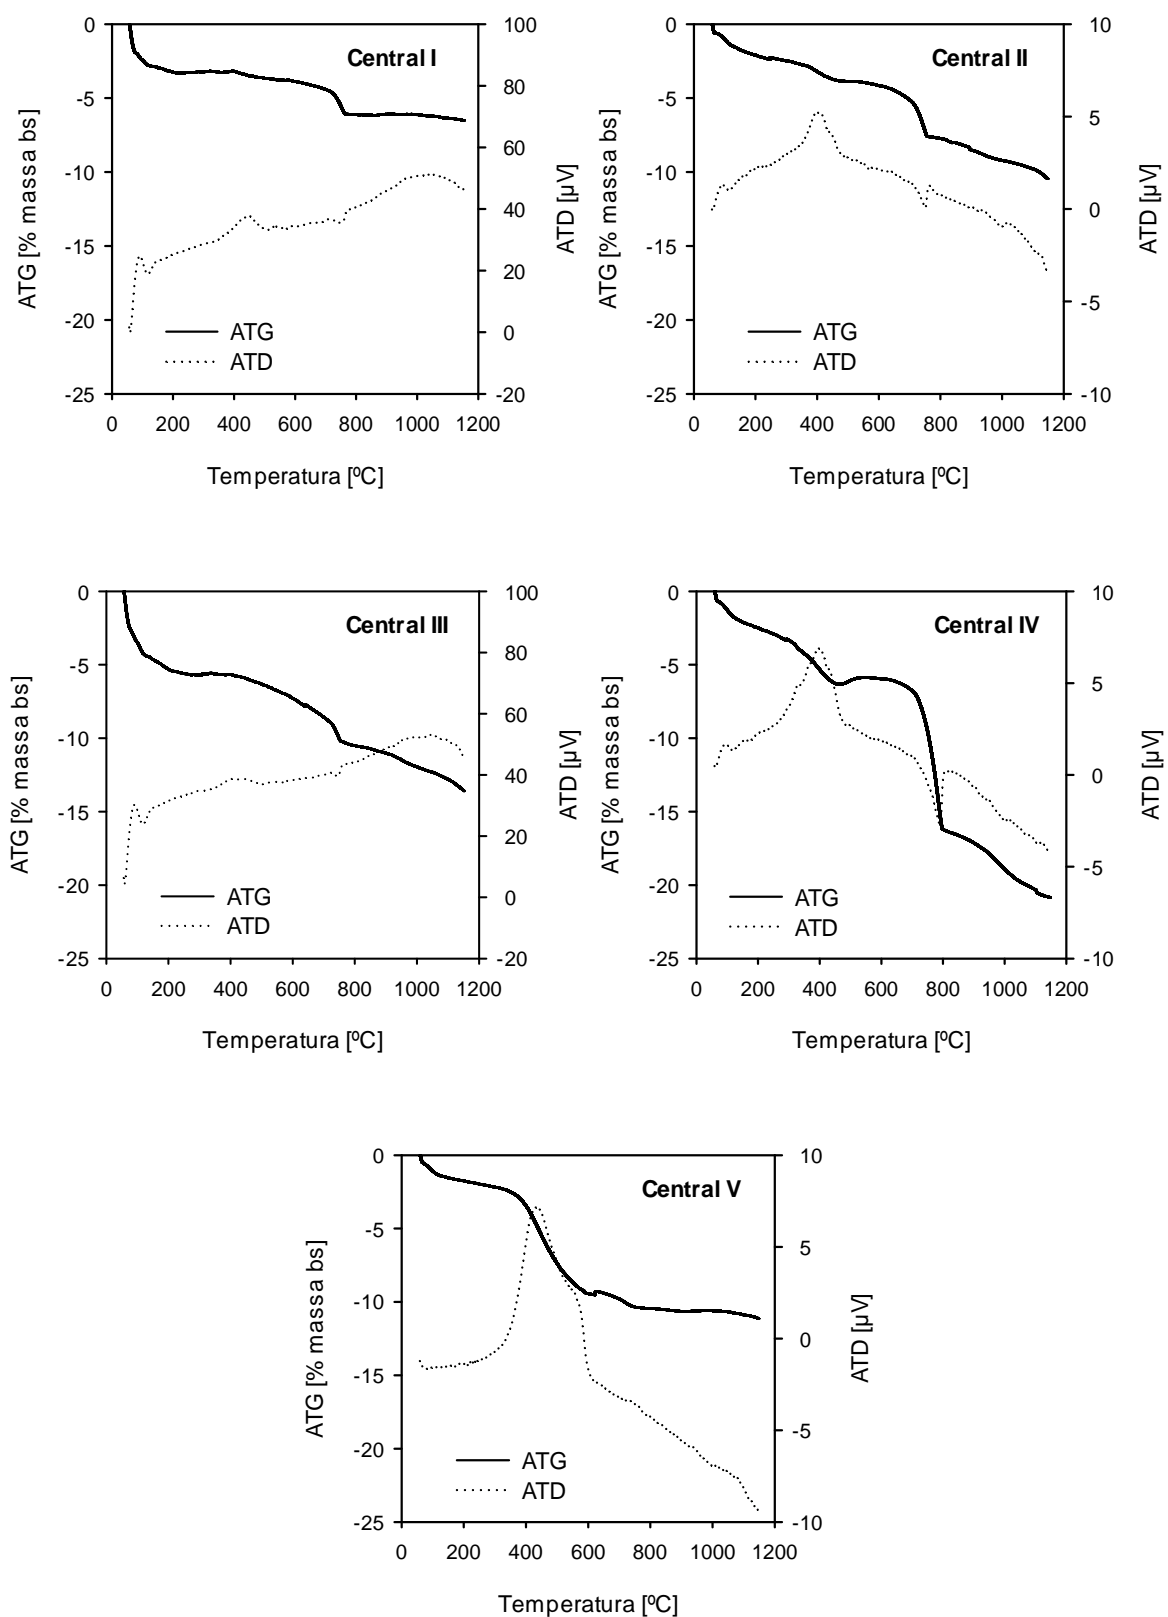 Central I
ATG [% massa bs]
0
-5
-10
-15
-20
-25
100
80
60
40
20
0
-20
ATD [µV]
ATG
ATD
0 200 400 600 800 1000 1200
Temperatura [ºC]
Central II
ATG [% massa bs]
0
-5
-10
-15
-20
-25
10
5
0
-5
-10
ATD [µV]
ATG
ATD
0 200 400 600 800 1000 1200
Temperatura [ºC]
Central III
ATG [% massa bs]
0
-5
-10
-15
-20
-25
100
80
60
40
20
0
-20
ATD [µV]
ATG
ATD
0 200 400 600 800 1000 1200
Temperatura [ºC]
Central IV
ATG [% massa bs]
0
-5
-10
-15
-20
-25
10
5
0
-5
-10
ATD [µV]
ATG
ATD
0 200 400 600 800 1000 1200
Temperatura [ºC]
Central V
ATG [% massa bs]
0
-5
-10
-15
-20
-25
10
5
0
-5
-10
ATD [µV]
ATG
ATD
0 200 400 600 800 1000 1200
Temperatura [ºC]